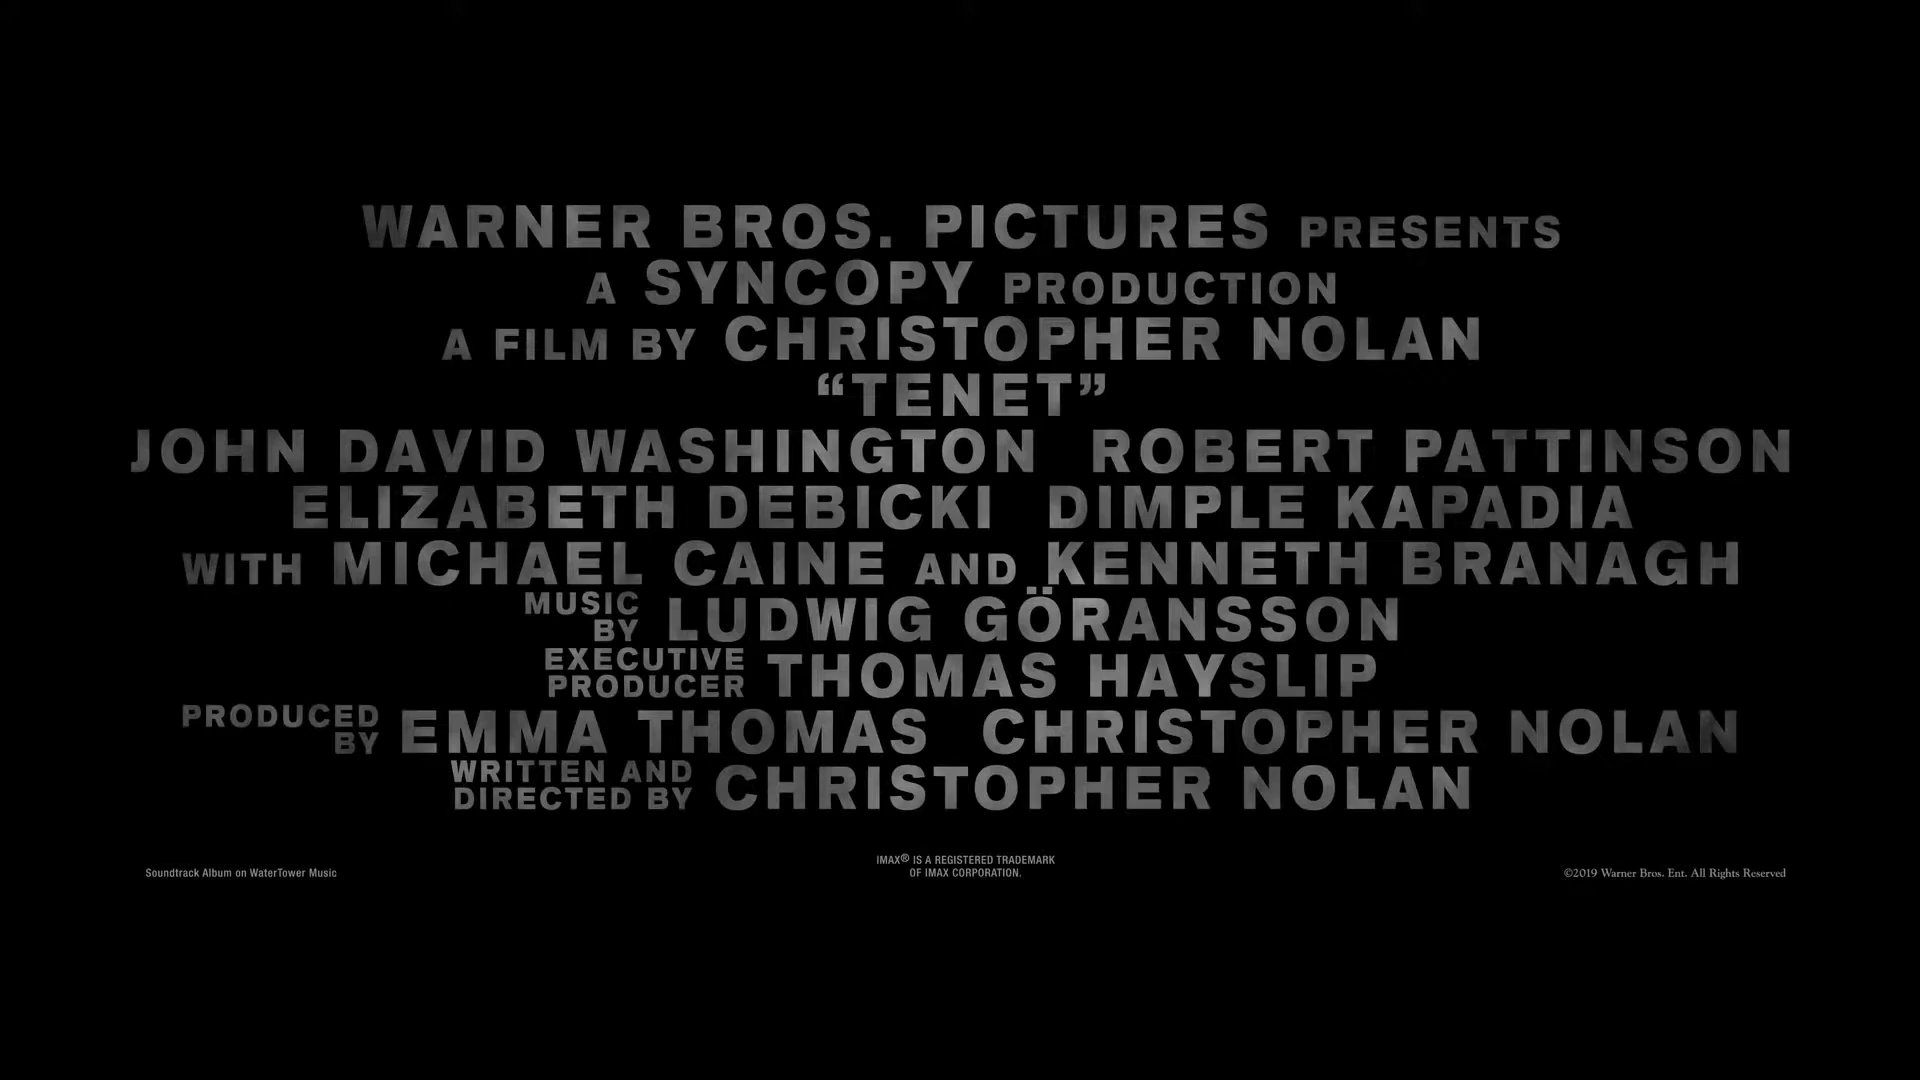 WARNER BROS. PICTURES PRESENTS
A SYNCOPY PRODUCTION
A FILM BY CHRISTOPHER NOLAN
“TENET”
JOHN DAVID WASHINGTON ROBERT PATTINSON
ELIZABETH DEBICKI DIMPLE KAPADIA
WITH MICHAEL CAINE AND KENNETH BRANAGH
MUSIC BY LUDWIG GÖRANSSON
EXECUTIVE PRODUCER THOMAS HAYSLIP
PRODUCED BY EMMA THOMAS CHRISTOPHER NOLAN
WRITTEN AND DIRECTED BY CHRISTOPHER NOLAN
Soundtrack Album on WaterTower Music
IMAX® IS A REGISTERED TRADEMARK
OF IMAX CORPORATION.
©2019 Warner Bros. Ent. All Rights Reserved